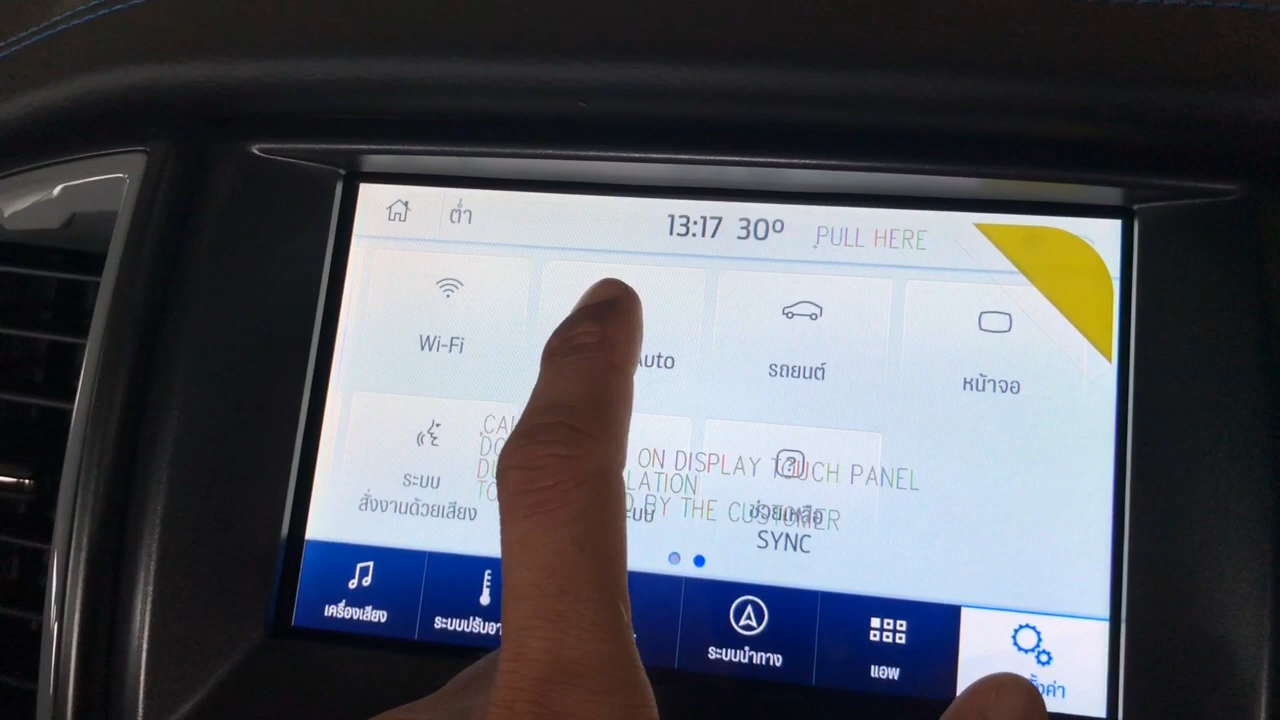 ต่ำ
13:17 30° PULL HERE
Wi-Fi
รถยนต์
หน้าจอ
ON DISPLAY TOUCH PANEL
BY THE CUSTOMER
ระบบ
สั่งงานด้วยเสียง
ช่วยเหลือ
SYNC
เครื่องเสียง
ระบบนำทาง
แอพ